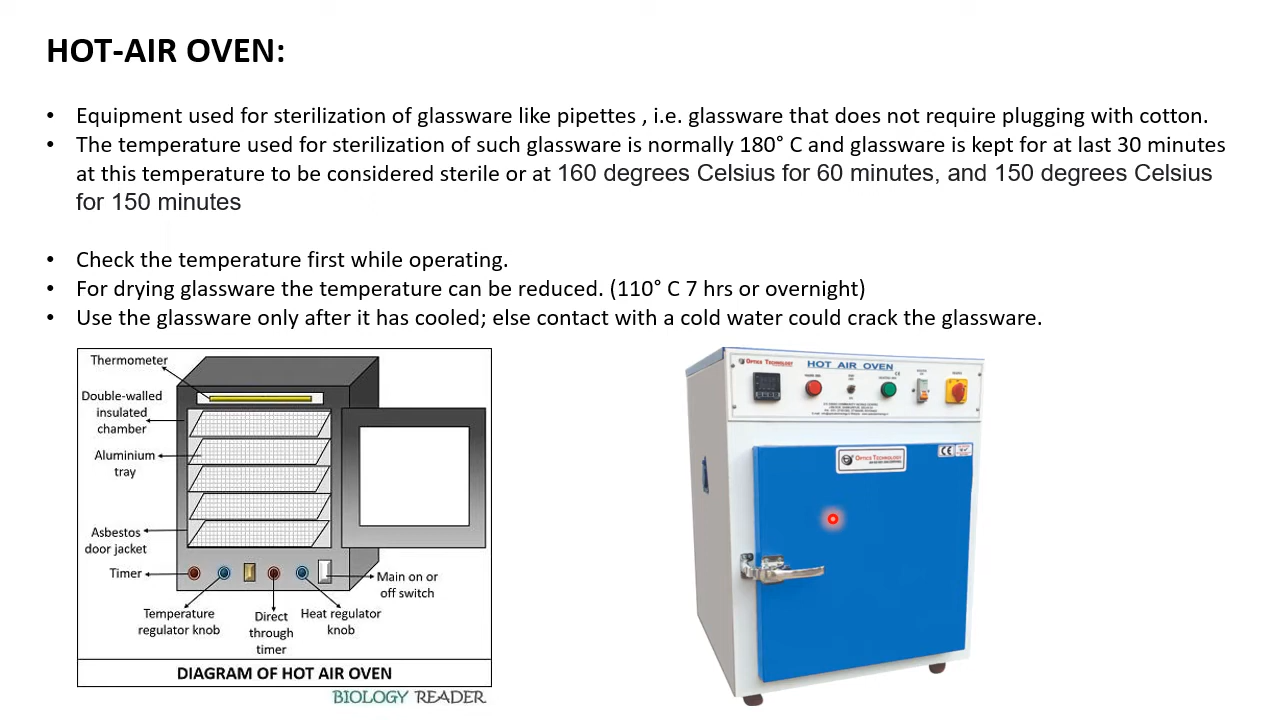 HOT-AIR OVEN:
• Equipment used for sterilization of glassware like pipettes , i.e. glassware that does not require plugging with cotton.
• The temperature used for sterilization of such glassware is normally 180° C and glassware is kept for at last 30 minutes
at this temperature to be considered sterile or at 160 degrees Celsius for 60 minutes, and 150 degrees Celsius
for 150 minutes
• Check the temperature first while operating.
• For drying glassware the temperature can be reduced. (110° C 7 hrs or overnight)
• Use the glassware only after it has cooled; else contact with a cold water could crack the glassware.
Thermometer
Double-walled
insulated
chamber
Aluminium
tray
Asbestos
door jacket
Timer
Temperature
regulator knob
Direct
through
timer
Heat regulator
knob
Main on or
off switch
DIAGRAM OF HOT AIR OVEN
BIOLOGY READER
OPTICS TECHNOLOGY
HOT AIR OVEN
OPTICS TECHNOLOGY
CE